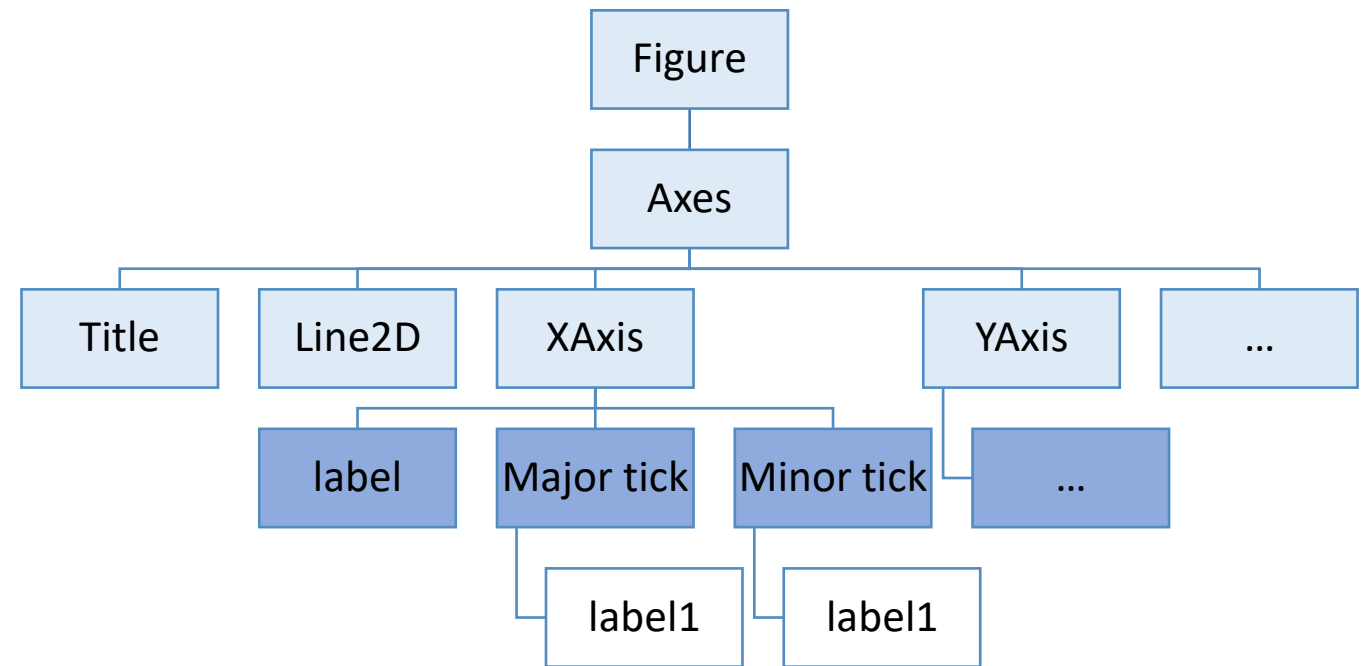 Figure
Axes
Title
Line2D
XAxis
YAxis
...
label
Major tick
Minor tick
...
label1
label1